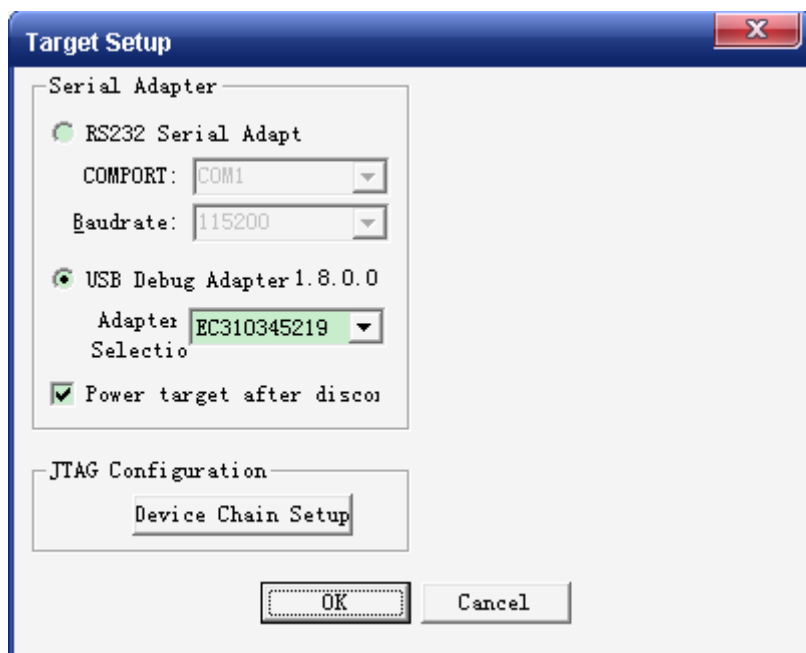 Target Setup
Serial Adapter
RS232 Serial Adapt
COMPORT: COM1
Baudrate: 115200
USB Debug Adapter 1.8.0.0
Adapter EC310345219
Selectio
Power target after discon
JTAG Configuration
Device Chain Setup
OK Cancel